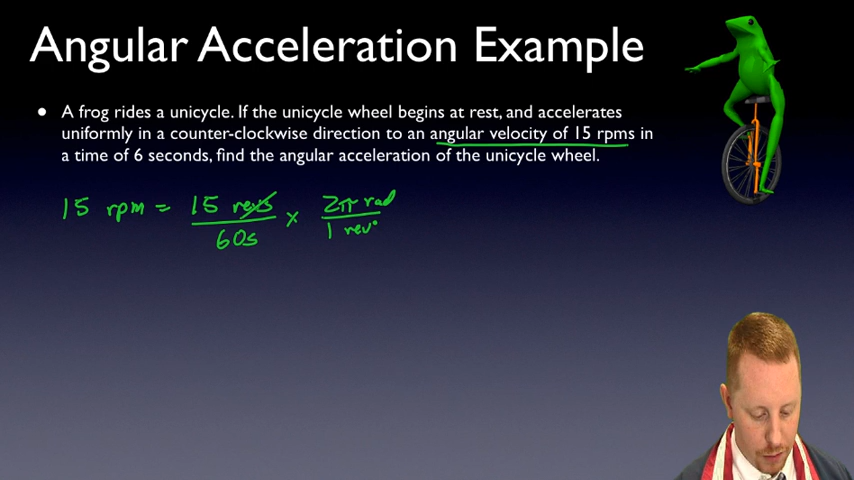 Angular Acceleration Example
• A frog rides a unicycle. If the unicycle wheel begins at rest, and accelerates
uniformly in a counter-clockwise direction to an angular velocity of 15 rpms in
a time of 6 seconds, find the angular acceleration of the unicycle wheel.
15 rpm = 15 revs / 60s × 2π rad / 1 rev